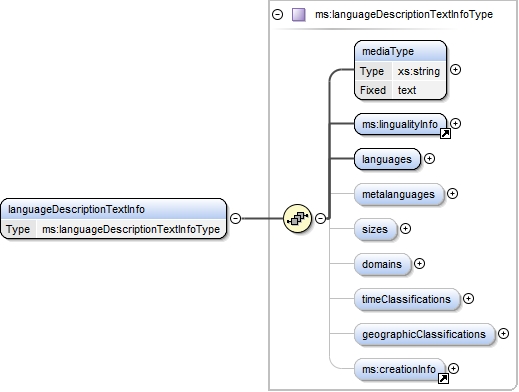 ms:languageDescriptionTextInfoType
mediaType
Type xs:string
Fixed text
ms:lingualityInfo
languages
metalanguages
languageDescriptionTextInfo
Type ms:languageDescriptionTextInfoType
sizes
domains
timeClassifications
geographicClassifications
ms:creationInfo